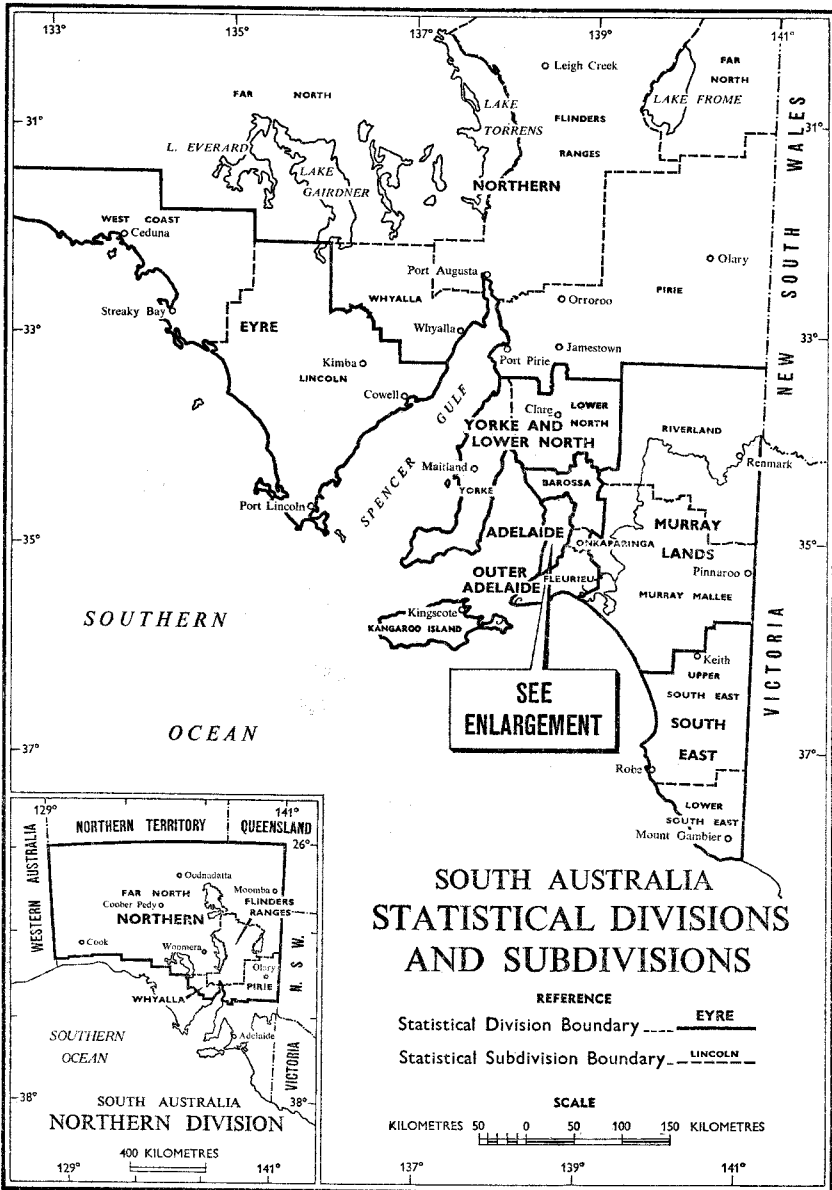 133°
135°
137°
139°
141°
Leigh Creek
FAR NORTH
FAR
NORTH
LAKE FROME
LAKE
TORRENS
FLINDERS
RANGES
31°
31°
L. EVERARD
LAKE
GAIRDNER
NORTHERN
WEST COAST
Ceduna
Port Augusta
Olary
PIRIE
NEW SOUTH WALES
Streaky Bay
WHYALLA
Orroroo
33°
33°
EYRE
Whyalla
Port Pirie
Jamestown
Kimba
LINCOLN
Cowell
SPENCER GULF
Clare
LOWER
NORTH
YORKE AND
LOWER NORTH
RIVERLAND
Renmark
Maitland
YORKE
BAROSSA
Port Lincoln
MURRAY
LANDS
35°
35°
ADELAIDE
ONKAPARINGA
Pinnaroo
OUTER
ADELAIDE
FLEURIEU
MURRAY MALLEE
Kingscote
KANGAROO ISLAND
SOUTHERN
OCEAN
VICTORIA
Keith
UPPER
SOUTH EAST
SEE
ENLARGEMENT
SOUTH
EAST
37°
37°
Robe
LOWER
SOUTH EAST
Mount Gambier
129°
141°
NORTHERN TERRITORY
QUEENSLAND
26°
WESTERN AUSTRALIA
Oodnadatta
FAR NORTH
Moomba
Coober Pedy
FLINDERS
RANGES
NORTHERN
Cook
Woomera
Olary
N. S. W.
PIRIE
WHYALLA
SOUTHERN
OCEAN
Adelaide
VICTORIA
38°
38°
SOUTH AUSTRALIA
NORTHERN DIVISION
400 KILOMETRES
129°
141°
SOUTH AUSTRALIA
STATISTICAL DIVISIONS
AND SUBDIVISIONS
REFERENCE
Statistical Division Boundary EYRE
Statistical Subdivision Boundary LINCOLN
SCALE
KILOMETRES 50 0 50 100 150 KILOMETRES
137°
139°
141°